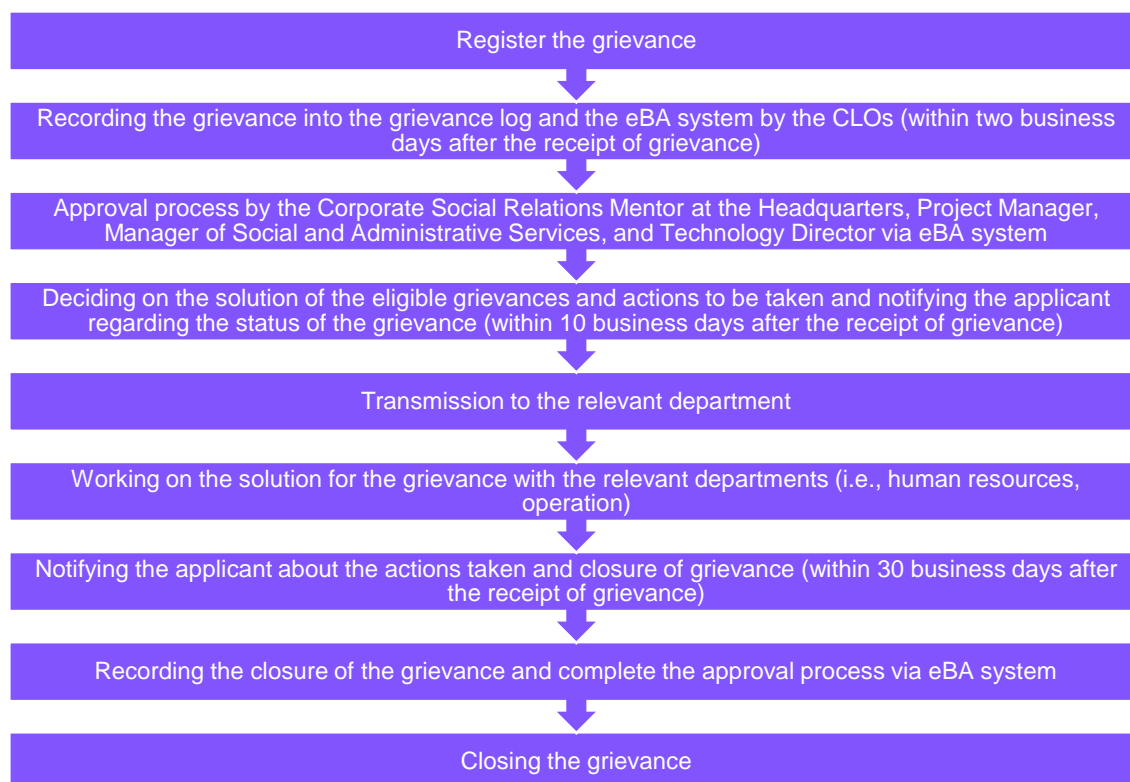 Register the grievance
Recording the grievance into the grievance log and the eBA system by the CLOs (within two business
days after the receipt of grievance)
Approval process by the Corporate Social Relations Mentor at the Headquarters, Project Manager,
Manager of Social and Administrative Services, and Technology Director via eBA system
Deciding on the solution of the eligible grievances and actions to be taken and notifying the applicant
regarding the status of the grievance (within 10 business days after the receipt of grievance)
Transmission to the relevant department
Working on the solution for the grievance with the relevant departments (i.e., human resources,
operation)
Notifying the applicant about the actions taken and closure of grievance (within 30 business days after
the receipt of grievance)
Recording the closure of the grievance and complete the approval process via eBA system
Closing the grievance